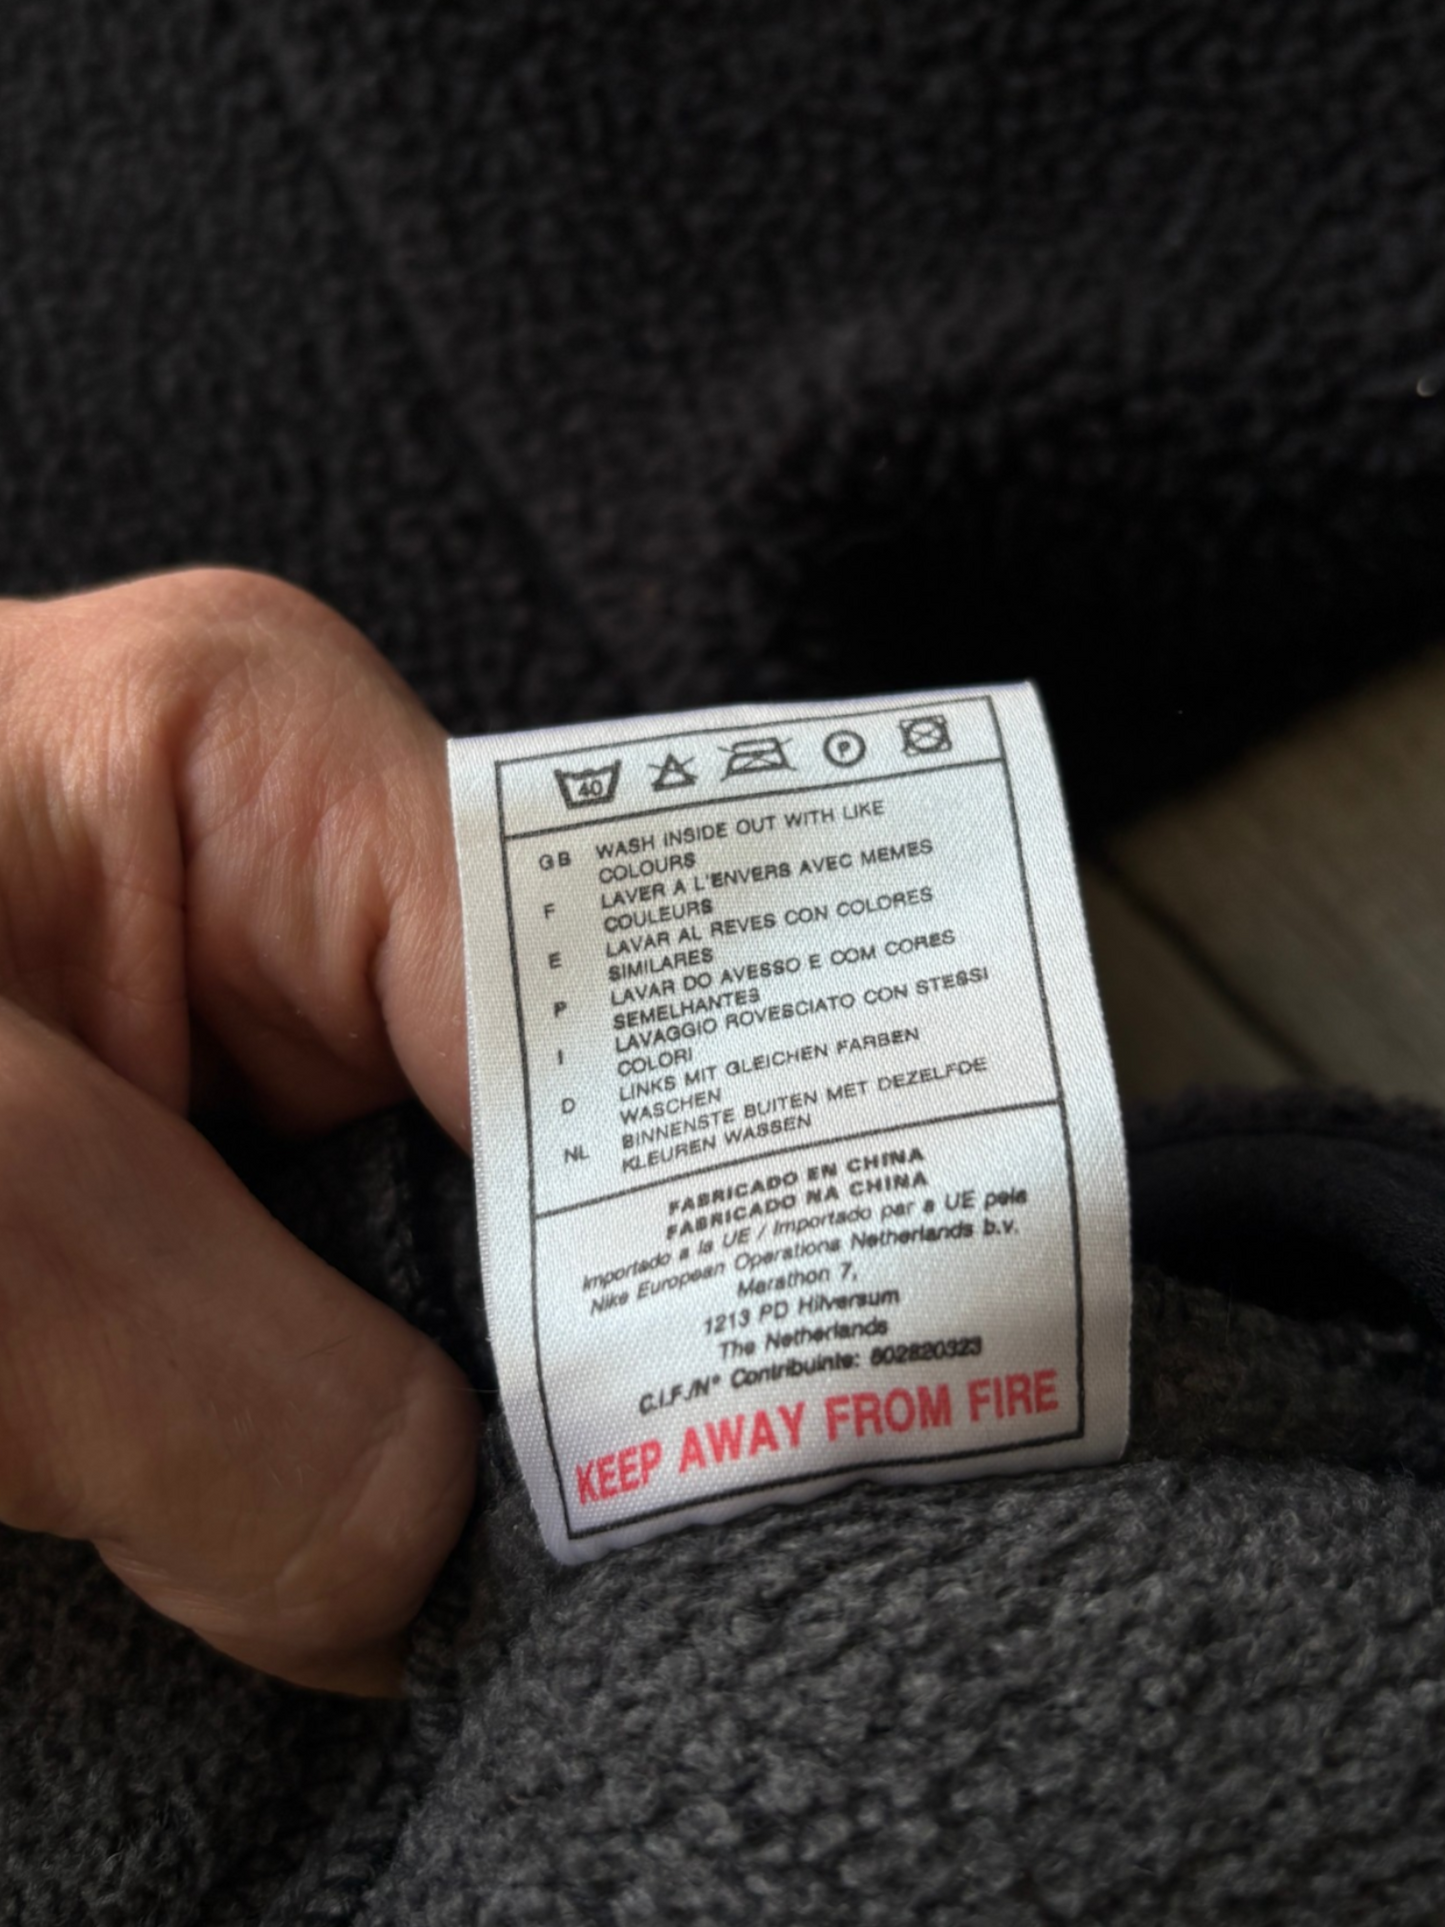 40 P
GB WASH INSIDE OUT WITH LIKE
COLOURS
F LAVER A L'ENVERS AVEC MEMES
COULEURS
E LAVAR AL REVES CON COLORES
SIMILARES
P LAVAR DO AVESSO E COM CORES
SEMELHANTES
I LAVAGGIO ROVESCIATO CON STESSI
COLORI
D LINKS MIT GLEICHEN FARBEN
WASCHEN
NL BINNENSTE BUITEN MET DEZELFDE
KLEUREN WASSEN
FABRICADO EN CHINA
FABRICADO NA CHINA
Importado a la UE / Importado par a UE pela
Nike European Operations Netherlands b.v.
Marathon 7,
1213 PD Hilversum
The Netherlands
C.I.F./Nº Contribuinte: 802820323
KEEP AWAY FROM FIRE